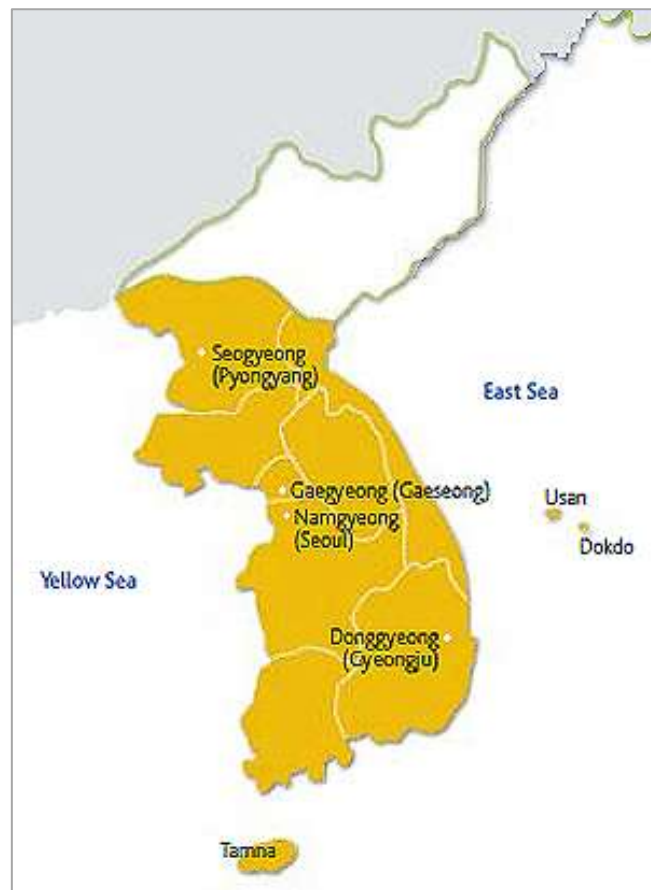 Seogyeong
(Pyongyang)
East Sea
Gaegyeong (Gaeseong)
Usan
Namgyeong
(Seoul)
Dokdo
Yellow Sea
Donggyeong
(Gyeongju)
Tamna